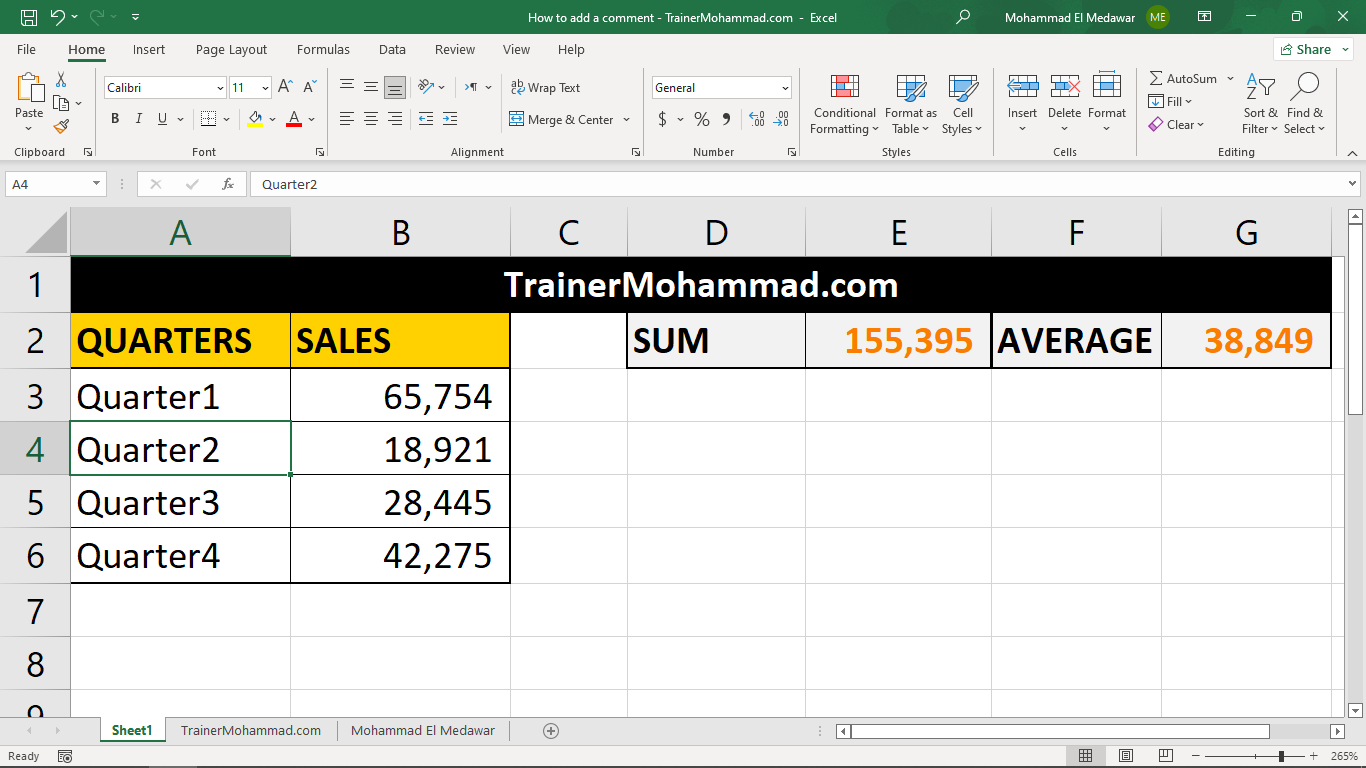 How to add a comment - TrainerMohammad.com - Excel
Mohammad El Medawar ME
File Home Insert Page Layout Formulas Data Review View Help Share
Calibri 11 A^ Aˇ Wrap Text General AutoSum
Paste Conditional Formatting Format as Table Cell Styles Insert Delete Format Fill Sort & Filter Find & Select
B I U A Merge & Center $ % 9 Clear
Clipboard Font Alignment Number Styles Cells Editing
A4 fx Quarter2
A B C D E F G
1 TrainerMohammad.com
2 QUARTERS SALES SUM 155,395 AVERAGE 38,849
3 Quarter1 65,754
4 Quarter2 18,921
5 Quarter3 28,445
6 Quarter4 42,275
7
8
9
Sheet1 TrainerMohammad.com Mohammad El Medawar
Ready 265%